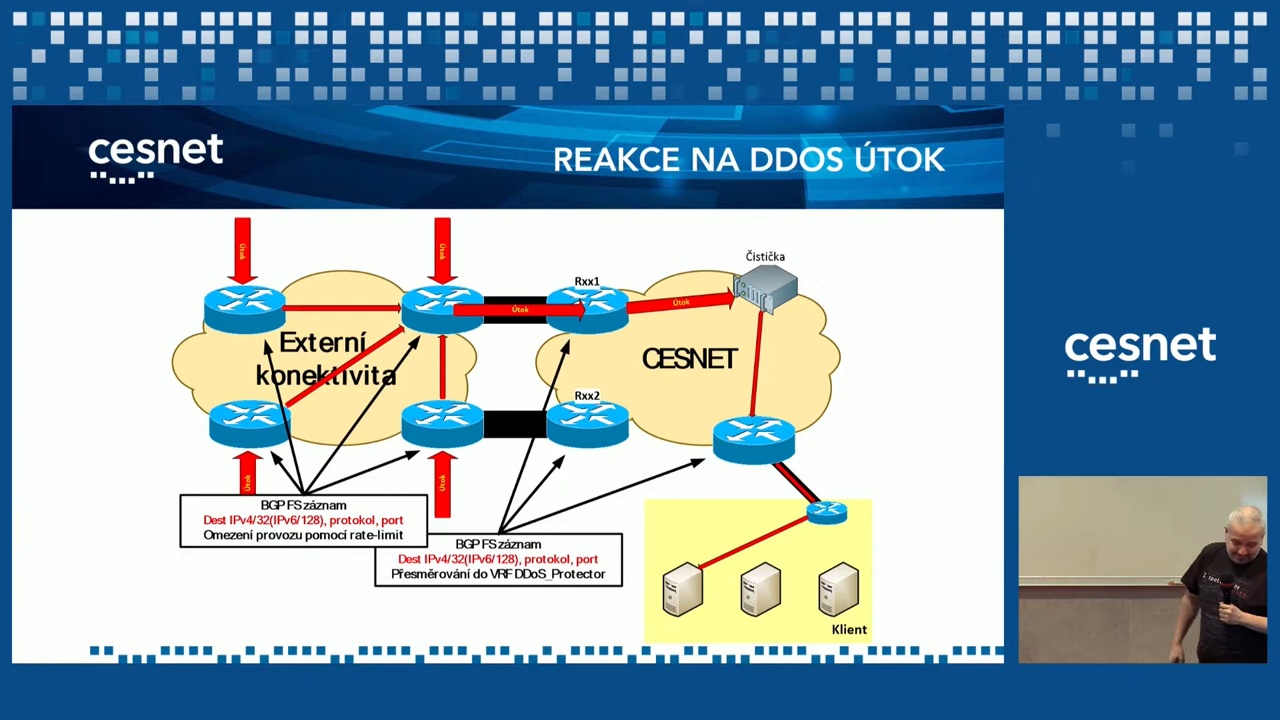 cesnet
REAKCE NA DDOS ÚTOK
Útok
Útok
Čistička
Rxx1
Útok
Útok
Externí
konektivita
CESNET
cesnet
Rxx2
Útok
Útok
BGP FS záznam
Dest IPv4/32(IPv6/128), protokol, port
Omezení provozu pomocí rate-limit
BGP FS záznam
Dest IPv4/32(IPv6/128), protokol, port
Přesměrování do VRF DDoS_Protector
Klient